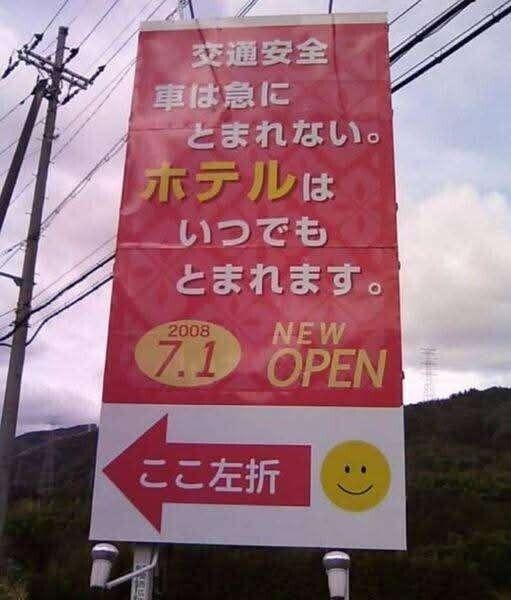 交通安全
車は急に
とまれない。
ホテルは
いつでも
とまれます。
2008
7.1
NEW
OPEN
ここ左折